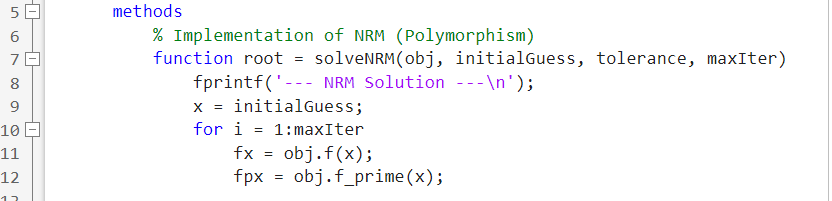 5 methods
6 % Implementation of NRM (Polymorphism)
7 function root = solveNRM(obj, initialGuess, tolerance, maxIter)
8 fprintf('--- NRM Solution ---\n');
9 x = initialGuess;
10 for i = 1:maxIter
11 fx = obj.f(x);
12 fpx = obj.f_prime(x);